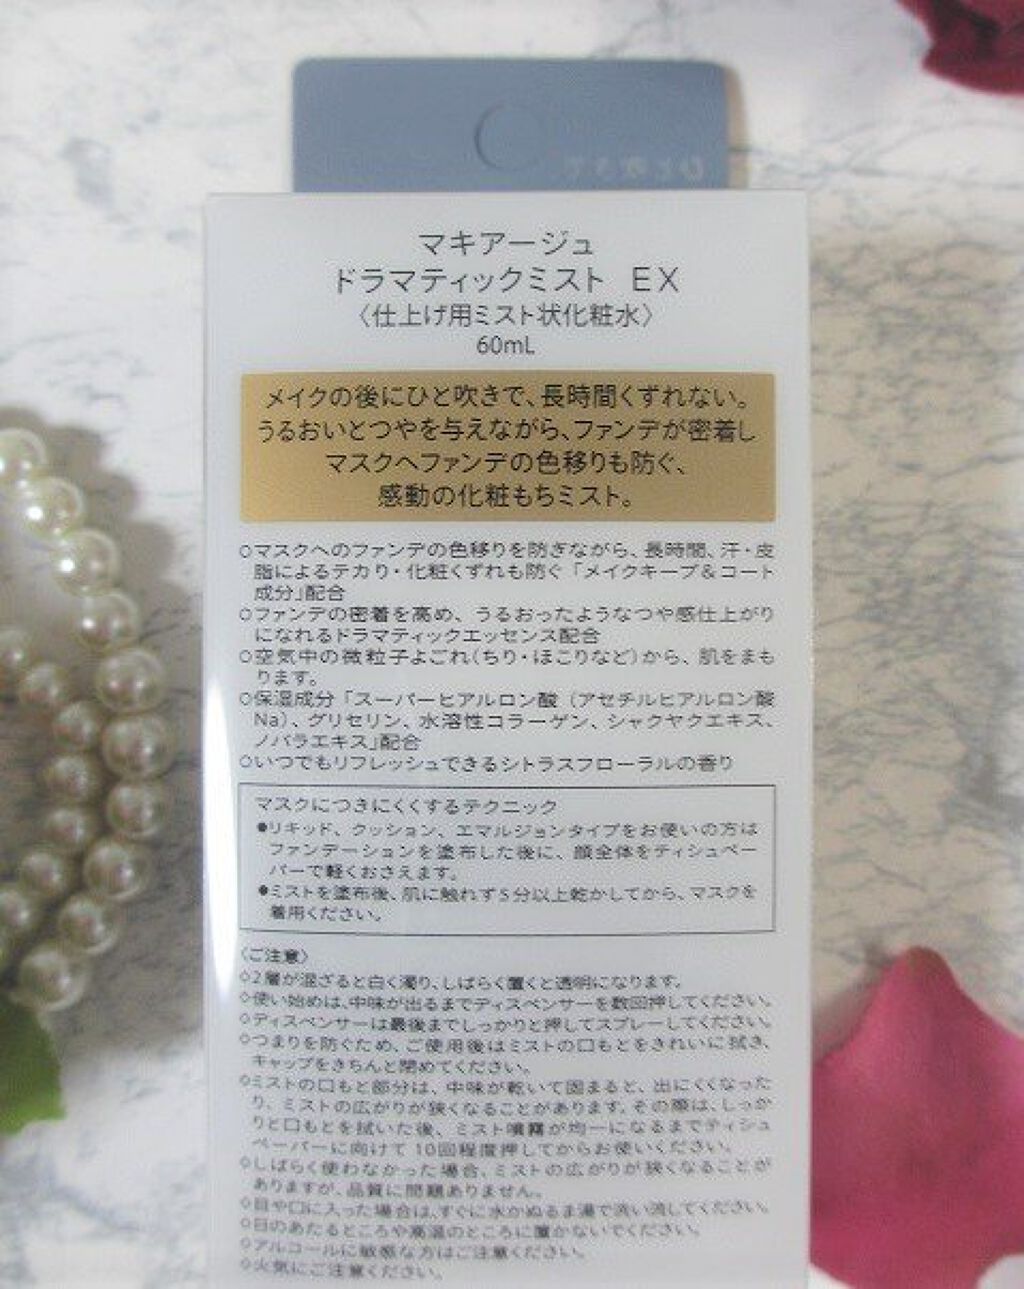 マキアージュ
ドラマティックミスト EX
〈仕上げ用ミスト状化粧水〉
60mL
メイクの後にひと吹きで、長時間くずれない。
うるおいとつやを与えながら、ファンデが密着し
マスクへファンデの色移りも防ぐ、
感動の化粧もちミスト。
○マスクへのファンデの色移りを防ぎながら、長時間、汗・皮
脂によるテカリ・化粧くずれも防ぐ「メイクキープ&コート
成分」配合
○ファンデの密着を高め、うるおったようなつや感仕上がり
になれるドラマティックエッセンス配合
○空気中の微粒子よごれ(ちり・ほこりなど)から、肌をまも
ります。
○保湿成分「スーパーヒアルロン酸(アセチルヒアルロン酸
Na)、グリセリン、水溶性コラーゲン、シャクヤクエキス、
ノバラエキス」配合
○いつでもリフレッシュできるシトラスフローラルの香り
マスクにつきにくくするテクニック
●リキッド、クッション、エマルジョンタイプをお使いの方は
ファンデーションを塗布した後に、顔全体をティシュペー
パーで軽くおさえます。
●ミストを塗布後、肌に触れず5分以上乾かしてから、マスクを
着用ください。
〈ご注意〉
◇2層が混ざると白く濁り、しばらく置くと透明になります。
◇使い始めは、中味が出るまでディスペンサーを数回押してください。
◇ディスペンサーは最後までしっかりと押してスプレーしてください。
◇つまりを防ぐため、ご使用後はミストの口もとをきれいに拭き、
キャップをきちんと閉めてください。
◇ミストの口もと部分は、中味が乾いて固まると、出にくくなった
り、ミストの広がりが狭くなることがあります。その際は、しっか
りと口もとを拭いた後、ミスト噴霧が均一になるまでティシュ
ペーパーに向けて10回程度押してからお使いください。
◇しばらく使わなかった場合、ミストの広がりが狭くなることが
ありますが、品質に問題ありません。
◇目や口に入った場合は、すぐに水かぬるま湯で洗い流してください。
◇日のあたるところや高温のところに置かないでください。
◇アルコールに敏感な方はご注意ください。
◇火気にご注意ください。